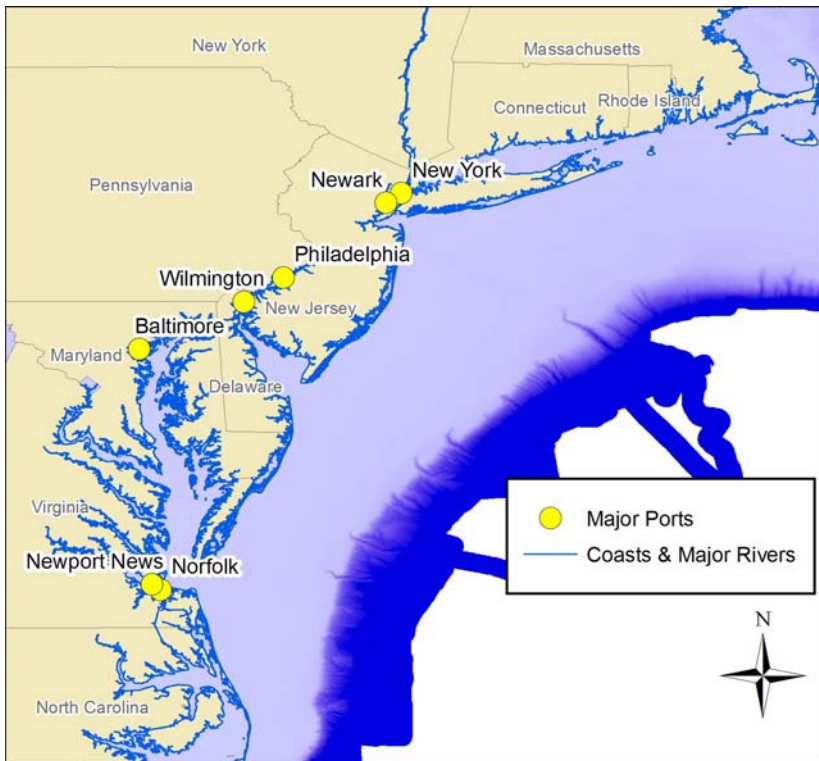 New York
Massachusetts
Connecticut
Rhode Island
Pennsylvania
Newark
New York
Philadelphia
Wilmington
New Jersey
Baltimore
Maryland
Delaware
Virginia
Newport News
Norfolk
North Carolina
Major Ports
Coasts & Major Rivers
N